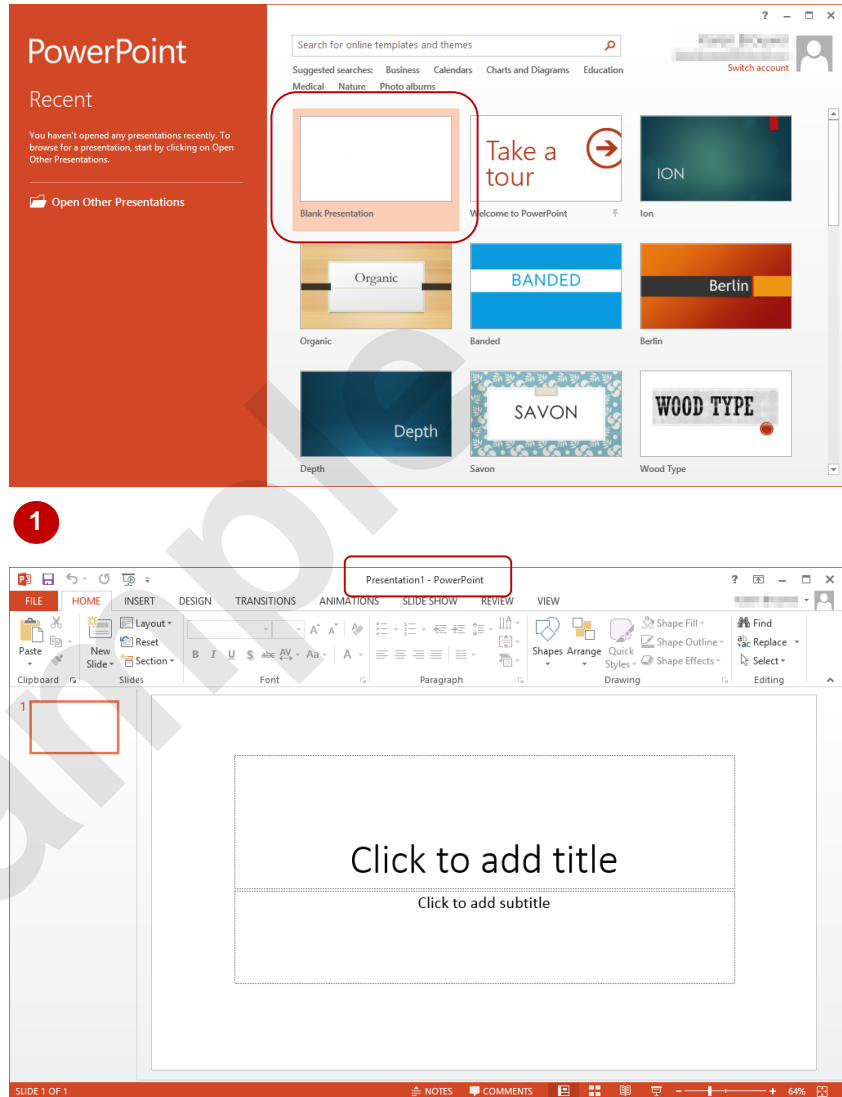 ? – □ ×
PowerPoint
Search for online templates and themes
Suggested searches: Business Calendars Charts and Diagrams Education
Medical Nature Photo albums
Switch account
Recent
You haven't opened any presentations recently. To
browse for a presentation, start by clicking on Open
Other Presentations.
Open Other Presentations
Take a
tour
ION
Blank Presentation
Welcome to PowerPoint
Ion
Organic
BANDED
Berlin
Organic
Banded
Berlin
Depth
SAVON
WOOD TYPE
Depth
Savon
Wood Type
1
Presentation1 - PowerPoint
?
FILE HOME INSERT DESIGN TRANSITIONS ANIMATIONS SLIDE SHOW REVIEW VIEW
Paste
New
Slide
Layout
Reset
Section
B I U S abc AV Aa A
A A
Shapes Arrange Quick
Styles
Shape Fill
Shape Outline
Shape Effects
Find
Replace
Select
Clipboard Slides Font Paragraph Drawing Editing
1
Click to add title
Click to add subtitle
SLIDE 1 OF 1 NOTES COMMENTS 64%
ample